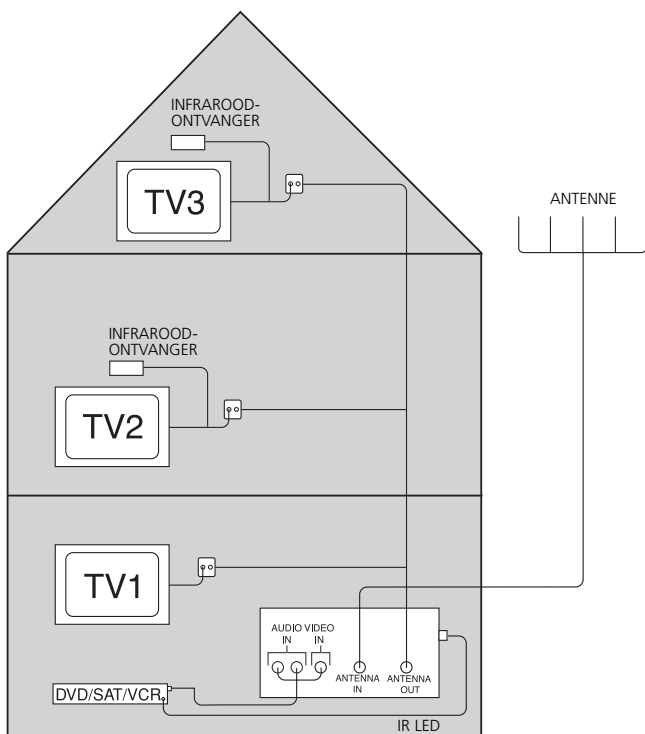 INFRAROOD-
ONTVANGER
TV3
ANTENNE
INFRAROOD-
ONTVANGER
TV2
TV1
AUDIO VIDEO
IN IN
ANTENNA ANTENNA
IN OUT
DVD/SAT/VCR
IR LED